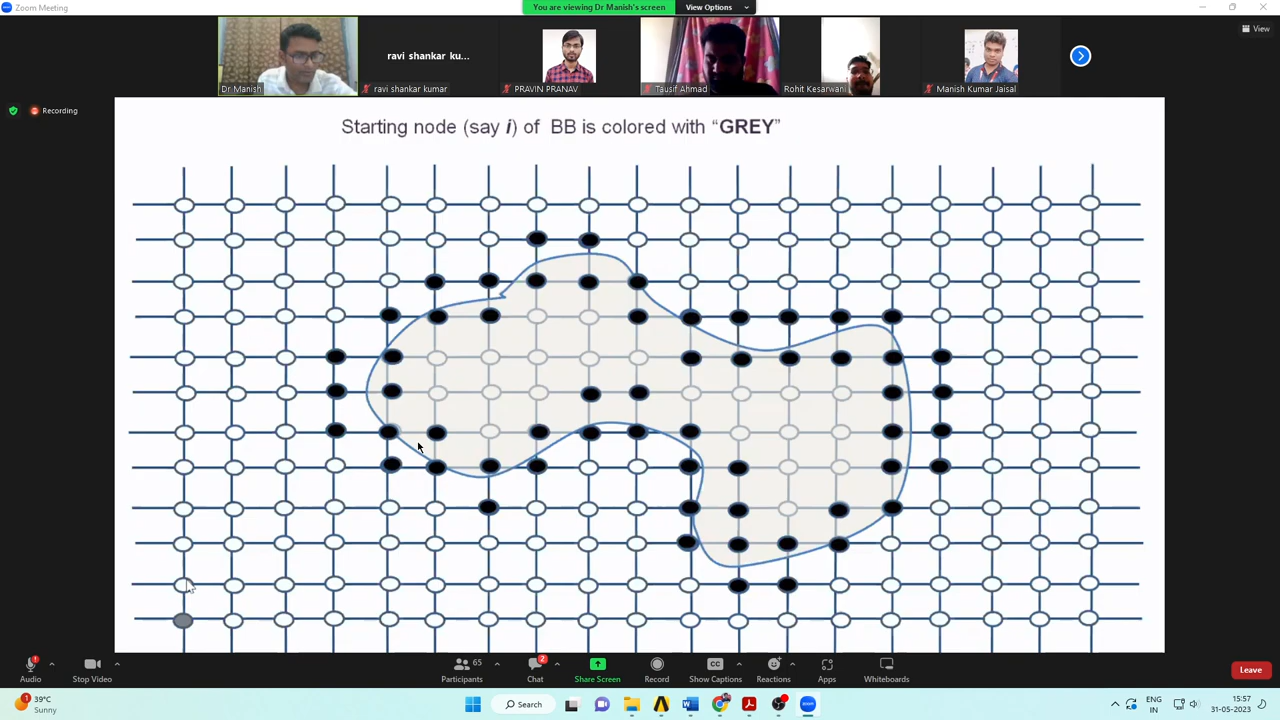 Zoom Meeting
You are viewing Dr Manish's screen
View Options
View
ravi shankar ku...
Dr Manish
ravi shankar kumar
PRAVIN PRANAV
Tausif Ahmad
Rohit Kesarwani
Manish Kumar Jaisal
Recording
Starting node (say i) of BB is colored with “GREY”
65
2
Audio
Stop Video
Participants
Chat
Share Screen
Record
Show Captions
Reactions
Apps
Whiteboards
Leave
1
39°C
Sunny
Search
ENG
IN
15:57
31-05-2023